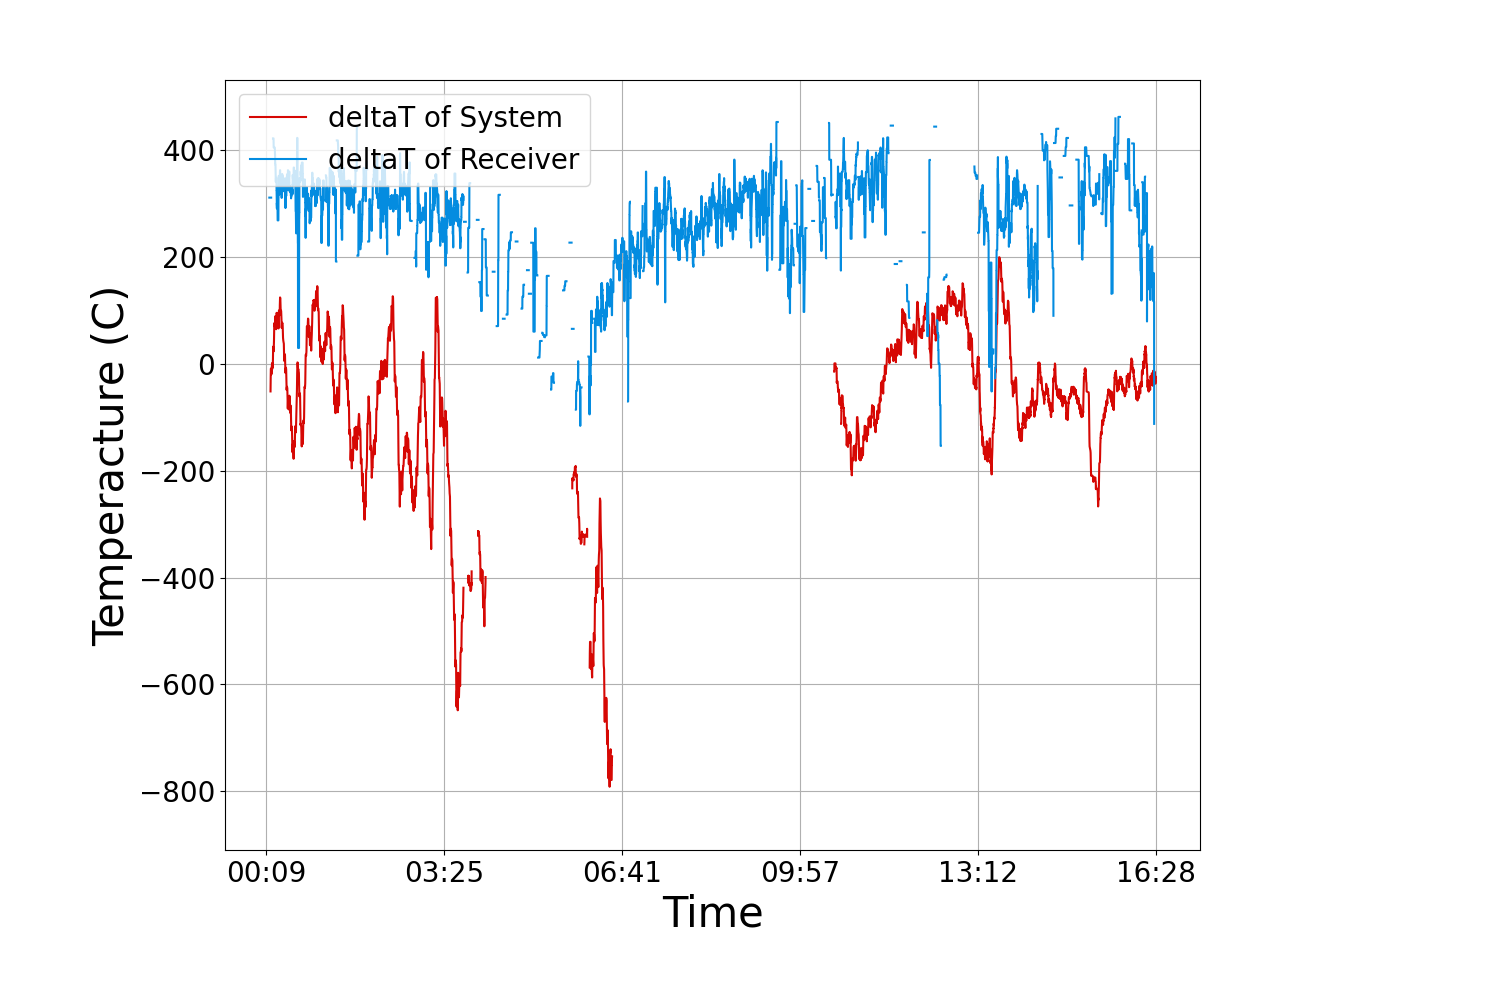 deltaT of System
deltaT of Receiver
Temperacture (C)
400
200
0
−200
−400
−600
−800
00:09 03:25 06:41 09:57 13:12 16:28
Time